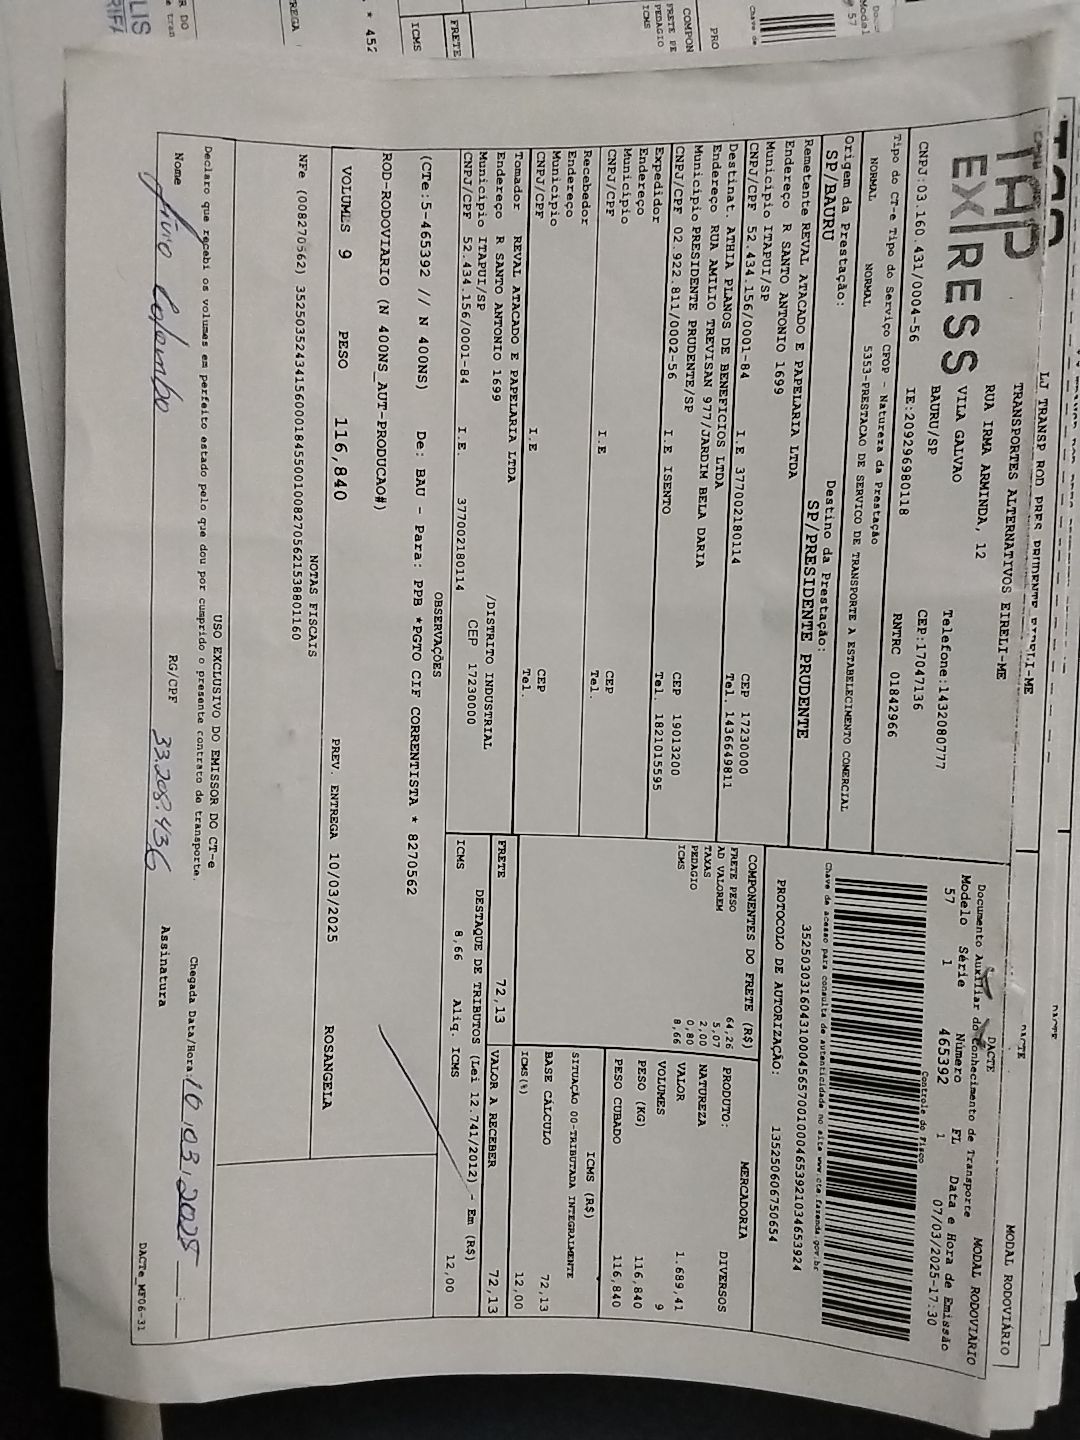 LJ TRANSP ROD PRES PRUDENTE EIRELI-ME
TAP EXPRESS
TRANSPORTES ALTERNATIVOS EIRELI-ME
RUA IRMA ARMINDA, 12
VILA GALVAO Telefone:1432080777
BAURU/SP CEP:17047136
CNPJ:03.160.431/0004-56 IE:209296980118 RNTRC 01842966
DACTE MODAL RODOVIÁRIO
Documento Auxiliar do Conhecimento de Transporte MODAL RODOVIÁRIO
Modelo Série Número FL Data e Hora de Emissão
57 1 465392 1 07/03/2025-17:30
Controle do Fisco
Tipo do CT-e Tipo do Serviço CFOP - Natureza da Prestação
NORMAL NORMAL 5353-PRESTACAO DE SERVICO DE TRANSPORTE A ESTABELECIMENTO COMERCIAL
Chave de acesso para consulta de autenticidade no site www.cte.fazenda.gov.br
Origem da Prestação: Destino da Prestação:
SP/BAURU SP/PRESIDENTE PRUDENTE
PROTOCOLO DE AUTORIZAÇÃO: 135250606750654
Remetente REVAL ATACADO E PAPELARIA LTDA
Endereço R SANTO ANTONIO 1699
Município ITAPUI/SP CEP 17230000
CNPJ/CPF 52.434.156/0001-84 I.E 377002180114 Tel. 1436649811
Destinat. ATHIA PLANOS DE BENEFICIOS LTDA
Endereço RUA AMILIO TREVISAN 977/JARDIM BELA DARIA
Município PRESIDENTE PRUDENTE/SP CEP 19013200
CNPJ/CPF 02.922.811/0002-56 I.E ISENTO Tel. 1821015595
Expedidor
Endereço
Município CEP
CNPJ/CPF I.E Tel.
Recebedor
Endereço
Município CEP
CNPJ/CPF I.E Tel.
Tomador REVAL ATACADO E PAPELARIA LTDA
Endereço R SANTO ANTONIO 1699 /DISTRITO INDUSTRIAL
Município ITAPUI/SP CEP 17230000
CNPJ/CPF 52.434.156/0001-84 I.E. 377002180114
COMPONENTES DO FRETE (R$)
FRETE PESO 64,26
AD VALOREM 5,07
TAXAS 2,00
PEDAGIO 0,80
ICMS 8,66
MERCADORIA
PRODUTO: DIVERSOS
NATUREZA
VALOR 1.689,41
VOLUMES 9
PESO (KG) 116,840
PESO CUBADO 116,840
ICMS (R$)
SITUAÇÃO 00-TRIBUTADA INTEGRALMENTE
BASE CÁLCULO 72,13
ICMS(%) 12,00
FRETE 72,13 VALOR A RECEBER 72,13
DESTAQUE DE TRIBUTOS (Lei 12.741/2012) - Em (R$)
ICMS 8,66 Aliq. ICMS 12,00
OBSERVAÇÕES
(CTe:5-465392 // N 400NS) De: BAU - Para: PPB *PGTO CIF CORRENTISTA * 8270562
ROD-RODOVIARIO (N 400NS_AUT-PRODUCAO#)
VOLUMES 9 PESO 116,840 PREV. ENTREGA 10/03/2025 ROSANGELA
NOTAS FISCAIS
NFe (008270562)
USO EXCLUSIVO DO EMISSOR DO CT-e
Declaro que recebi os volumes em perfeito estado pelo que dou por cumprido o presente contrato de transporte.
Chegada Data/Hora: 10/03/2025
Nome RG/CPF 33.208.436 Assinatura
DACTe_MF06-31